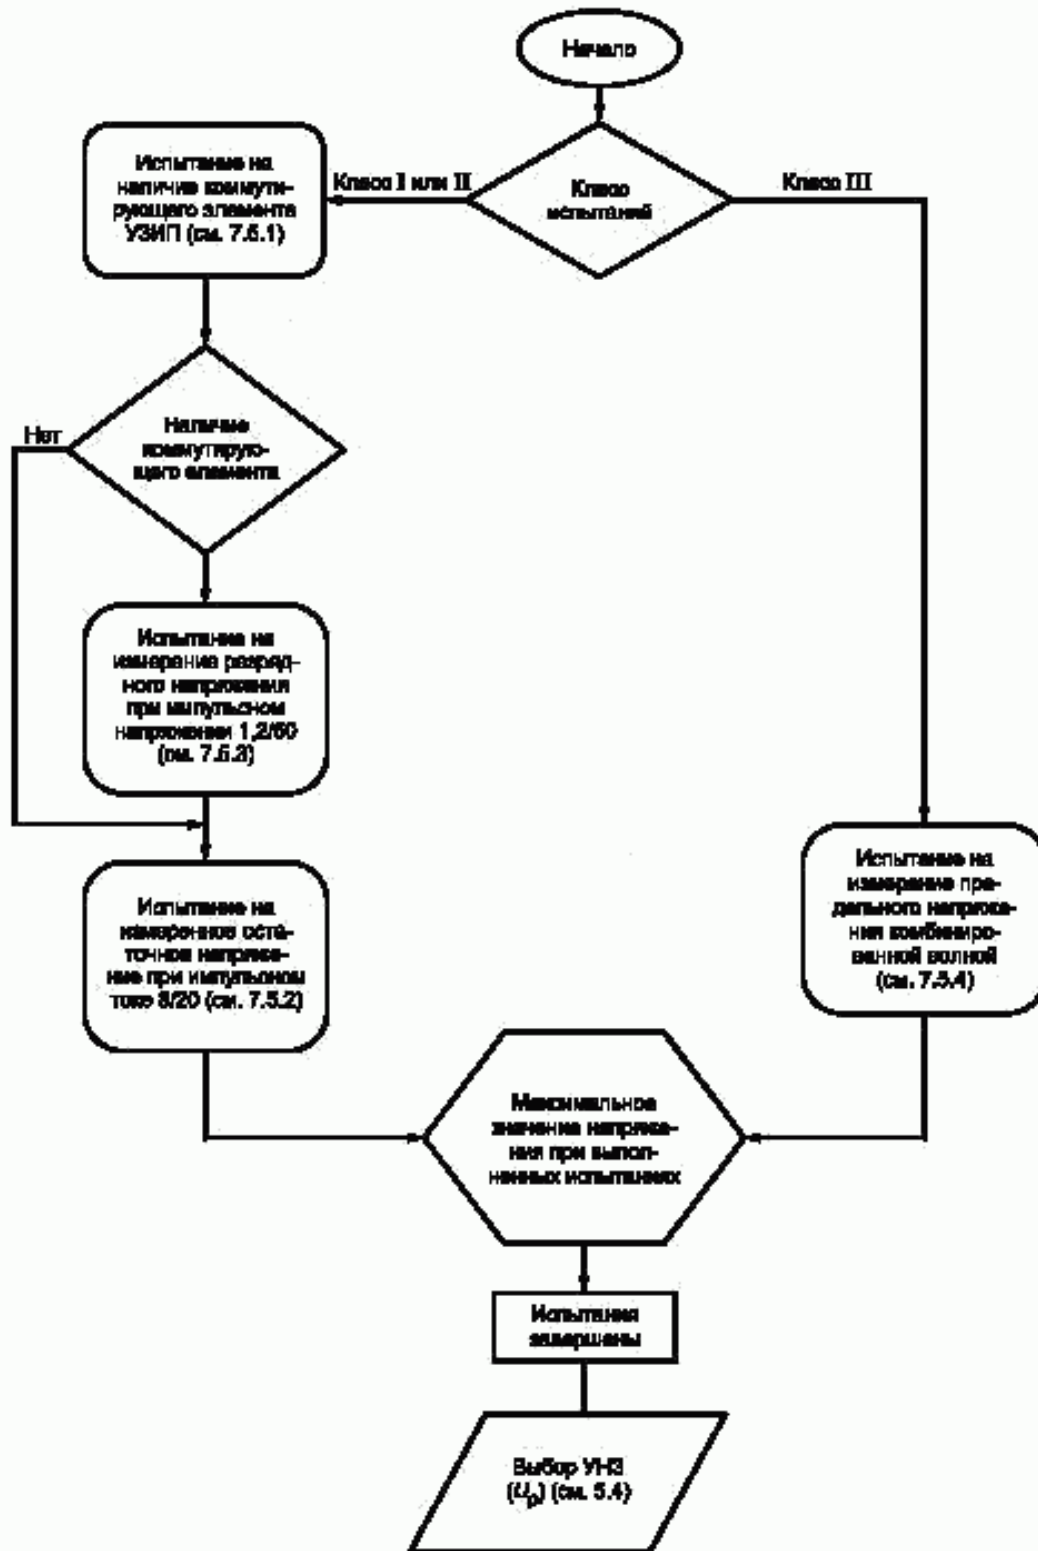 Начало
Класс
испытаний
Класс I или II
Класс III
Испытание на
наличие коммути-
рующего элемента
УЗИП (см. 7.5.1)
Наличие
коммутирую-
щего элемента
Нет
Испытание на
измерение разряд-
ного напряжения
при импульсном
напряжении 1,2/50
(см. 7.5.3)
Испытание на
измеренное оста-
точное напряже-
ние при импульсном
токе 8/20 (см. 7.5.2)
Испытание на
измерение пре-
дельного напряже-
ния комбиниро-
ванной волной
(см. 7.5.4)
Максимальное
значение напряже-
ния при выпол-
ненных испытаниях
Испытания
завершены
Выбор УНЗ
(Uр) (см. 5.4)